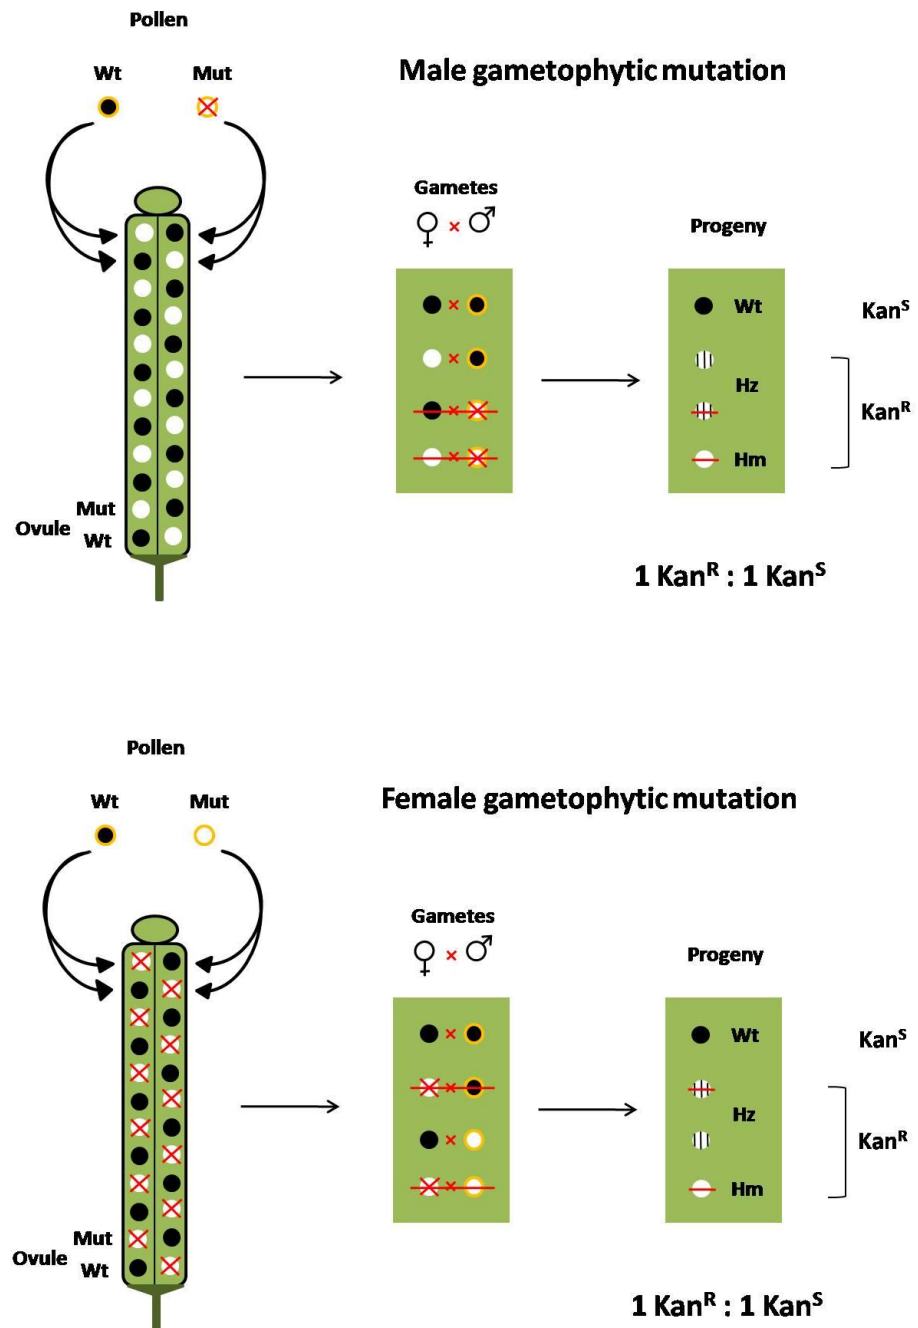 Pollen
Wt Mut
Male gametophytic mutation
Gametes
♀ × ♂
Progeny
× Wt Kan^S
×
Hz
× Kan^R
× Hm
Mut
Ovule
Wt
1 Kan^R : 1 Kan^S
Pollen
Wt Mut
Female gametophytic mutation
Gametes
♀ × ♂
Progeny
× Wt Kan^S
×
Hz
× Kan^R
× Hm
Mut
Ovule
Wt
1 Kan^R : 1 Kan^S